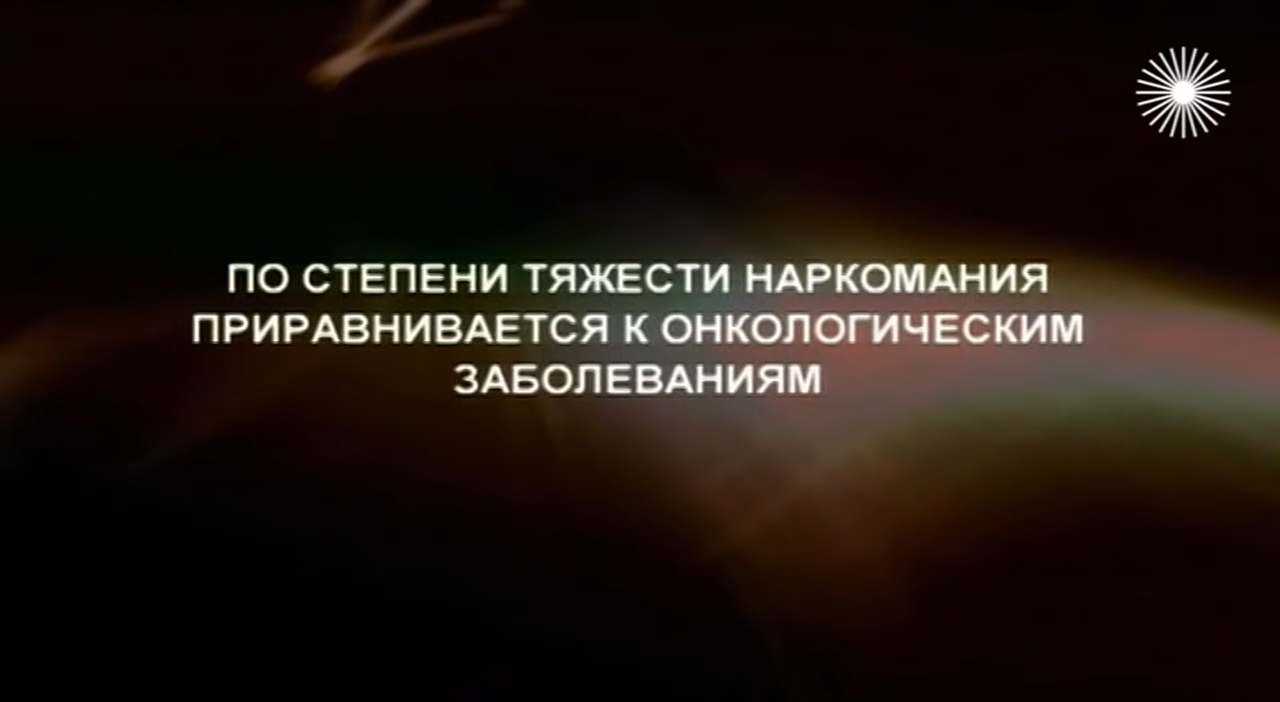 ПО СТЕПЕНИ ТЯЖЕСТИ НАРКОМАНИЯ
ПРИРАВНИВАЕТСЯ К ОНКОЛОГИЧЕСКИМ
ЗАБОЛЕВАНИЯМ